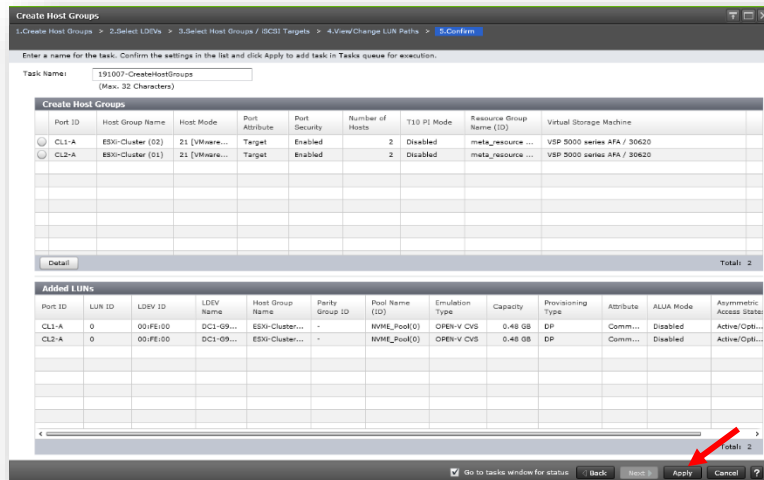 Create Host Groups
1.Create Host Groups > 2.Select LDEVs > 3.Select Host Groups / iSCSI Targets > 4.View/Change LUN Paths > 5.Confirm
Enter a name for the task. Confirm the settings in the list and click Apply to add task in Tasks queue for execution.
Task Name: 191007-CreateHostGroups
(Max. 32 Characters)
Create Host Groups
Port ID Host Group Name Host Mode Port Attribute Port Security Number of Hosts T10 PI Mode Resource Group Name (ID) Virtual Storage Machine
CL1-A ESXi-Cluster (02) 21 [VMware... Target Enabled 2 Disabled meta_resource ... VSP 5000 series AFA / 30620
CL2-A ESXi-Cluster (01) 21 [VMware... Target Enabled 2 Disabled meta_resource ... VSP 5000 series AFA / 30620
Detail Total: 2
Added LUNs
Port ID LUN ID LDEV ID LDEV Name Host Group Name Parity Group ID Pool Name (ID) Emulation Type Capacity Provisioning Type Attribute ALUA Mode Asymmetric Access State
CL1-A 0 00:FE:00 DC1-G9... ESXi-Cluster... - NVME_Pool(0) OPEN-V CVS 0.48 GB DP Comm... Disabled Active/Opti...
CL2-A 0 00:FE:00 DC1-G9... ESXi-Cluster... - NVME_Pool(0) OPEN-V CVS 0.48 GB DP Comm... Disabled Active/Opti...
Total: 2
Go to tasks window for status Back Next Apply Cancel ?